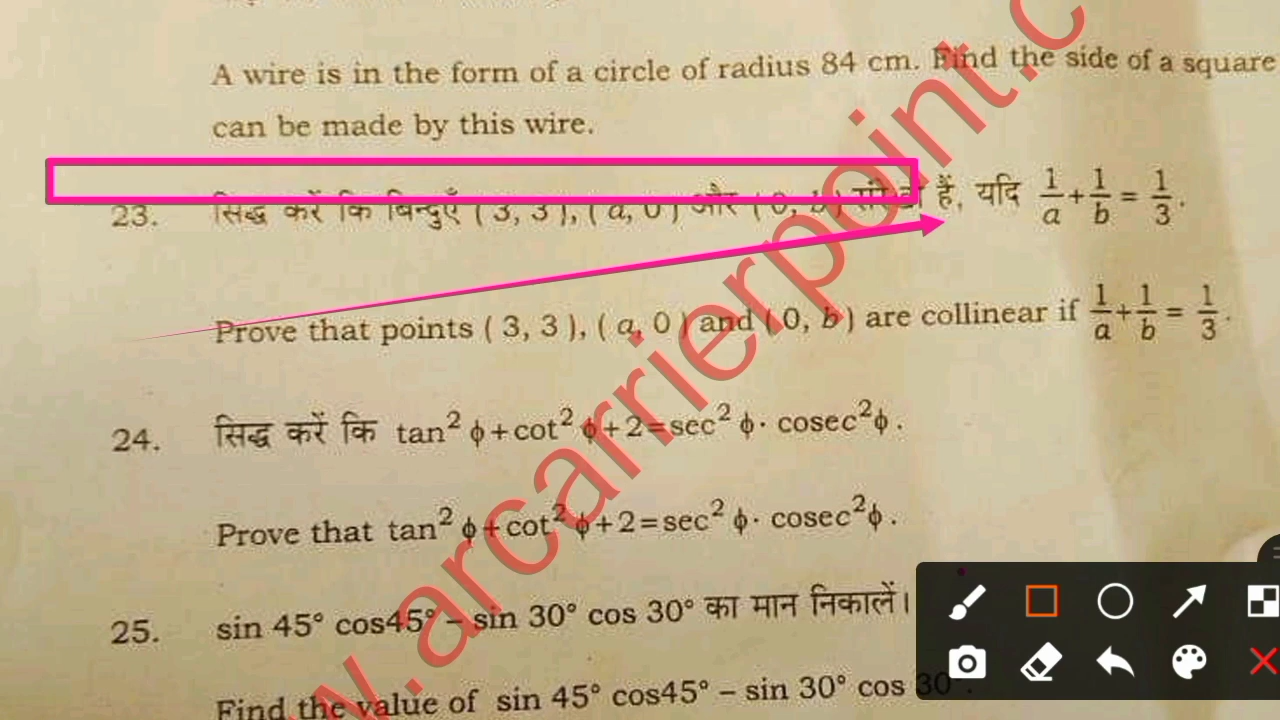 A wire is in the form of a circle of radius 84 cm. Find the side of a square
can be made by this wire.
23. सिद्ध करें कि बिन्दुएँ ( 3, 3 ), ( a, 0 ) और ( 0, b ) हैं, यदि 1/a + 1/b = 1/3 .
Prove that points ( 3, 3 ), ( a, 0 ) and ( 0, b ) are collinear if 1/a + 1/b = 1/3 .
24. सिद्ध करें कि tan² ϕ + cot² ϕ + 2 = sec² ϕ · cosec² ϕ .
Prove that tan² ϕ + cot² ϕ + 2 = sec² ϕ · cosec² ϕ .
25. sin 45° cos45° – sin 30° cos 30° का मान निकालें।
Find the value of sin 45° cos45° – sin 30° cos 30° .
w.arcarrierpoint.c